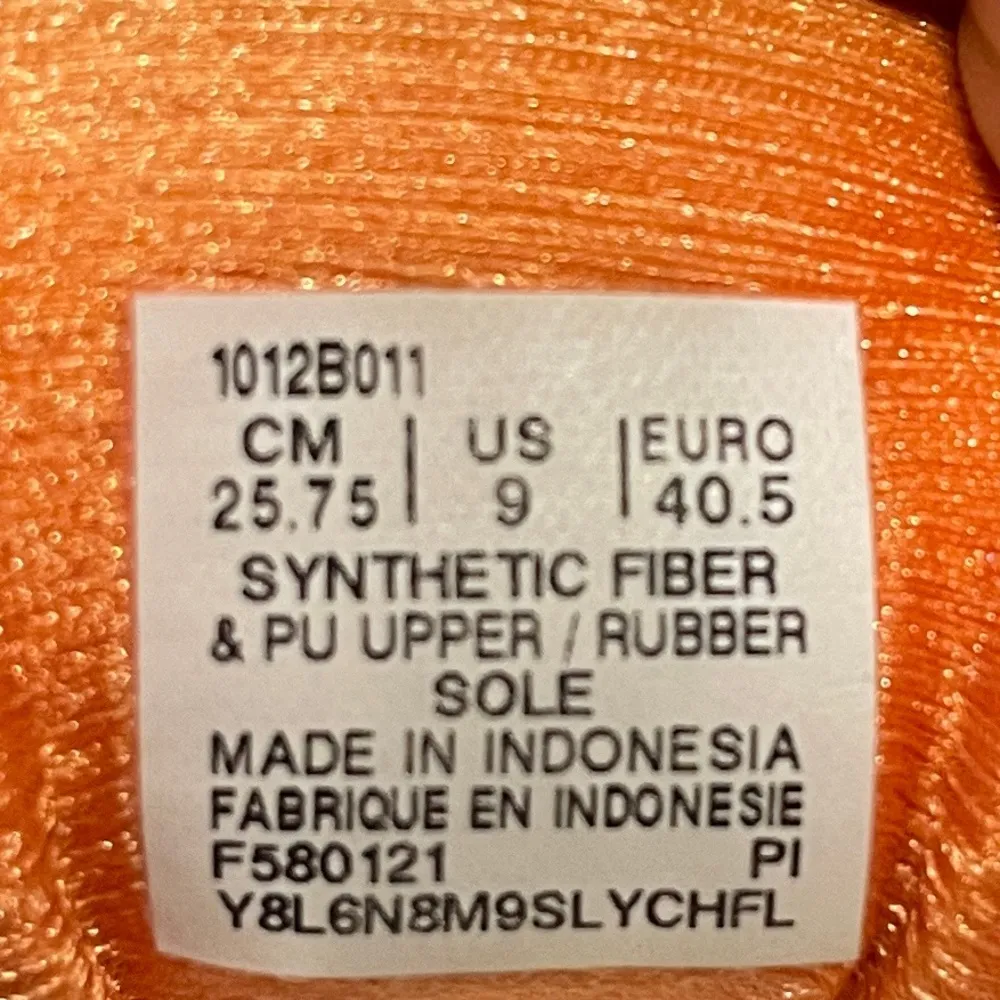 1012B011
CM | US | EURO
25.75 | 9 | 40.5
SYNTHETIC FIBER
& PU UPPER / RUBBER
SOLE
MADE IN INDONESIA
FABRIQUE EN INDONESIE
F580121 PI
Y8L6N8M9SLYCHFL